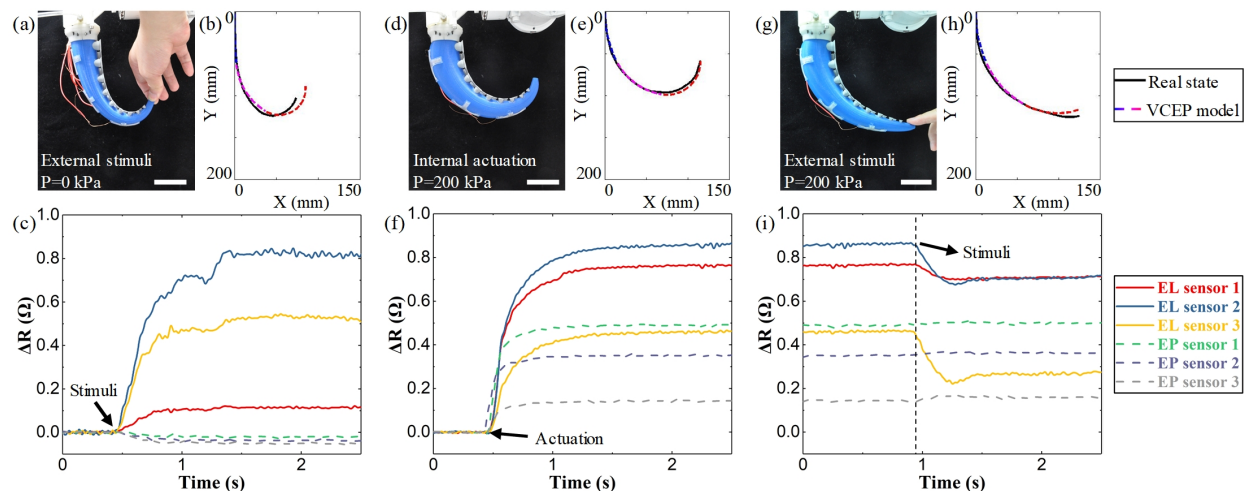 (a)
External stimuli
P=0 kPa
(b)
0
Y (mm)
200
0
150
X (mm)
(d)
Internal actuation
P=200 kPa
(e)
0
Y (mm)
200
0
150
X (mm)
(g)
External stimuli
P=200 kPa
(h)
0
Y (mm)
200
0
150
X (mm)
Real state
VCEP model
(c)
1.0
0.8
0.6
0.4
0.2
0.0
ΔR (Ω)
Stimuli
0
1
2
Time (s)
(f)
1.0
0.8
0.6
0.4
0.2
0.0
ΔR (Ω)
Actuation
0
1
2
Time (s)
(i)
1.0
0.8
0.6
0.4
0.2
0.0
ΔR (Ω)
Stimuli
0
1
2
Time (s)
EL sensor 1
EL sensor 2
EL sensor 3
EP sensor 1
EP sensor 2
EP sensor 3